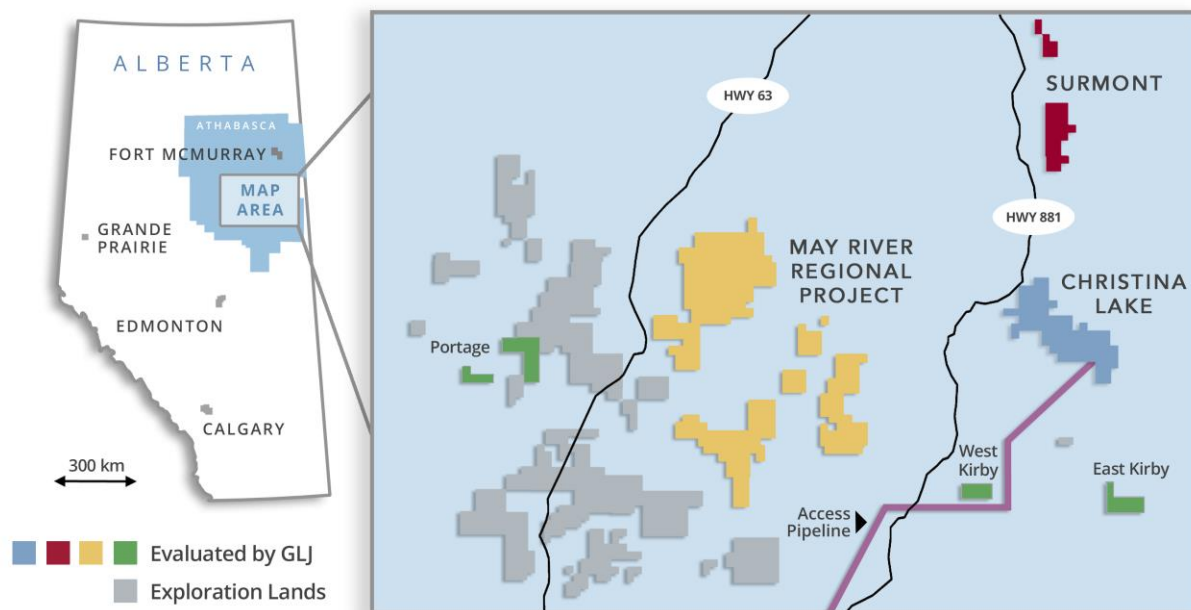 ALBERTA
ATHABASCA
FORT MCMURRAY
MAP
AREA
GRANDE
PRAIRIE
EDMONTON
CALGARY
300 km
Evaluated by GLJ
Exploration Lands
HWY 63
SURMONT
HWY 881
MAY RIVER
REGIONAL
PROJECT
CHRISTINA
LAKE
Portage
West
Kirby
East Kirby
Access
Pipeline